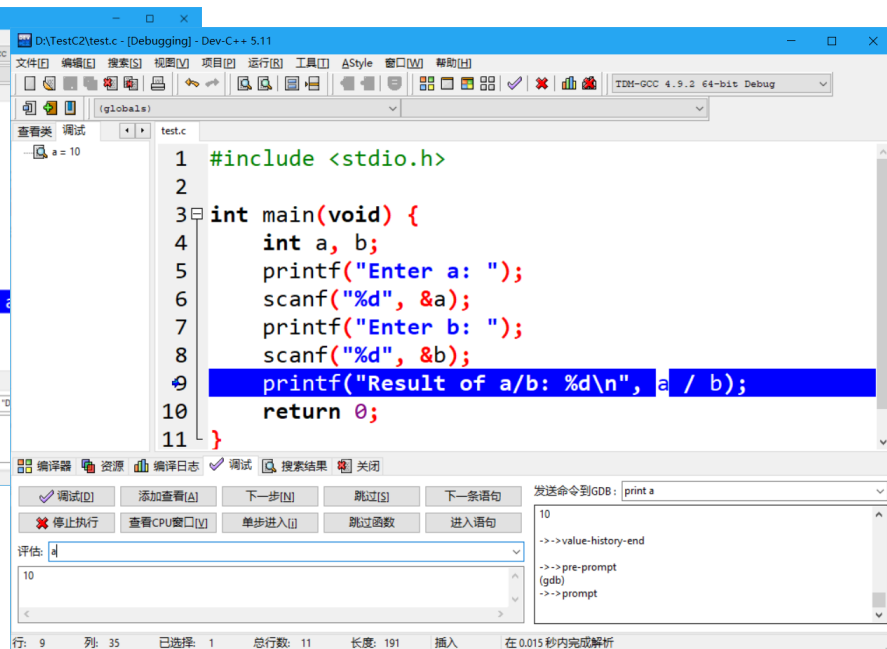 D:\TestC2\test.c - [Debugging] - Dev-C++ 5.11
文件[F] 编辑[E] 搜索[S] 视图[V] 项目[P] 运行[R] 工具[T] AStyle 窗口[W] 帮助[H]
TDM-GCC 4.9.2 64-bit Debug
(globals)
查看类 调试 test.c
a = 10
1 #include <stdio.h>
2
3 int main(void) {
4 int a, b;
5 printf("Enter a: ");
6 scanf("%d", &a);
7 printf("Enter b: ");
8 scanf("%d", &b);
9 printf("Result of a/b: %d\n", a / b);
10 return 0;
11 }
编译器 资源 编译日志 调试 搜索结果 关闭
调试[D] 添加查看[A] 下一步[N] 跳过[S] 下一条语句 发送命令到GDB: print a
停止执行 查看CPU窗口[V] 单步进入[i] 跳过函数 进入语句
评估: a
10
10
->->value-history-end
->->pre-prompt
(gdb)
->->prompt
行: 9 列: 35 已选择: 1 总行数: 11 长度: 191 插入 在 0.015 秒内完成解析